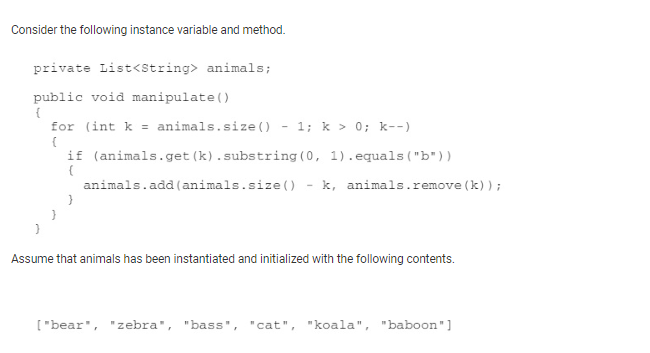 Consider the following instance variable and method.
private List<String> animals;
public void manipulate()
{
for (int k = animals.size() - 1; k > 0; k--)
{
if (animals.get(k).substring(0, 1).equals("b"))
{
animals.add(animals.size() - k, animals.remove(k));
}
}
}
Assume that animals has been instantiated and initialized with the following contents.
["bear", "zebra", "bass", "cat", "koala", "baboon"]